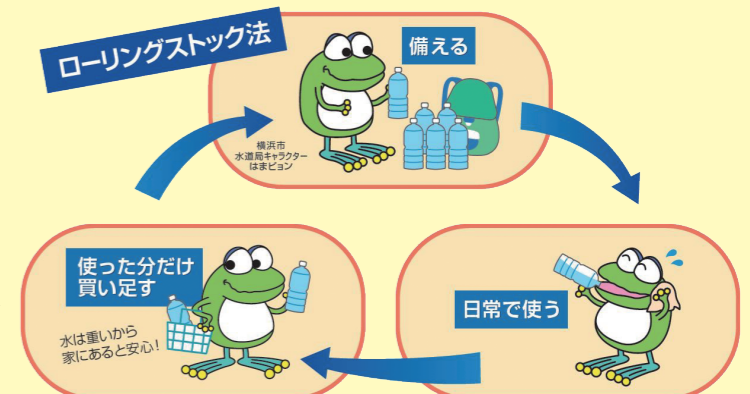 ローリングストック法
備える
横浜市
水道局キャラクター
はまピョン
日常で使う
使った分だけ
買い足す
水は重いから
家にあると安心！